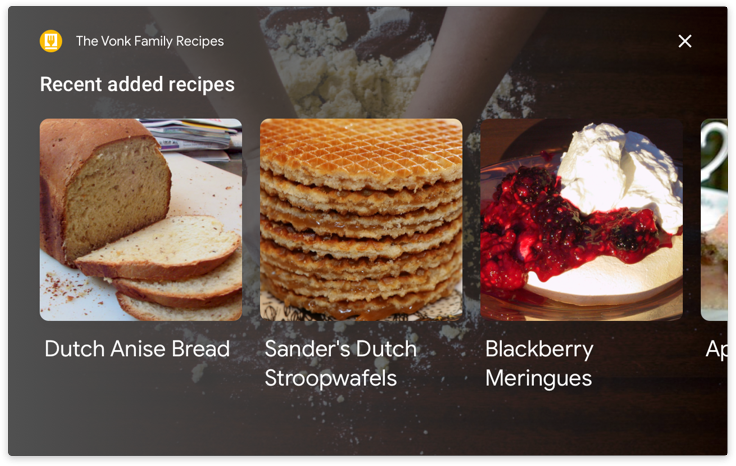 The Vonk Family Recipes
Recent added recipes
Dutch Anise Bread
Sander's Dutch
Stroopwafels
Blackberry
Meringues
Ap